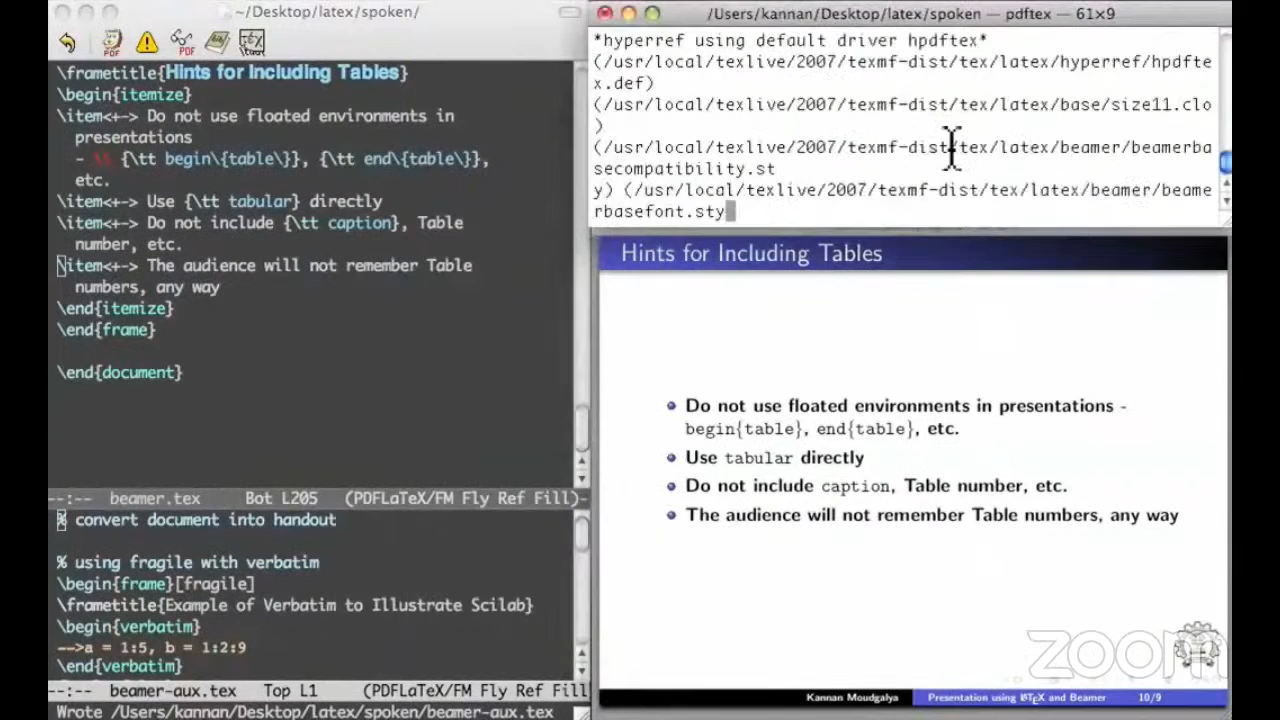 ~/Desktop/latex/spoken/
\frametitle{Hints for Including Tables}
\begin{itemize}
\item<+-> Do not use floated environments in
presentations
- \\ {\tt begin\{table\}}, {\tt end\{table\}},
etc.
\item<+-> Use {\tt tabular} directly
\item<+-> Do not include {\tt caption}, Table
number, etc.
\item<+-> The audience will not remember Table
numbers, any way
\end{itemize}
\end{frame}
\end{document}
--:-- beamer.tex Bot L205 (PDFLaTeX/FM Fly Ref Fill)-
% convert document into handout
% using fragile with verbatim
\begin{frame}[fragile]
\frametitle{Example of Verbatim to Illustrate Scilab}
\begin{verbatim}
-->a = 1:5, b = 1:2:9
\end{verbatim}
--:-- beamer-aux.tex Top L1 (PDFLaTeX/FM Fly Ref Fill
Wrote /Users/kannan/Desktop/latex/spoken/beamer-aux.tex
/Users/kannan/Desktop/latex/spoken — pdftex — 61×9
*hyperref using default driver hpdftex*
(/usr/local/texlive/2007/texmf-dist/tex/latex/hyperref/hpdfte
x.def)
(/usr/local/texlive/2007/texmf-dist/tex/latex/base/size11.clo
)
(/usr/local/texlive/2007/texmf-dist/tex/latex/beamer/beamerba
secompatibility.st
y) (/usr/local/texlive/2007/texmf-dist/tex/latex/beamer/beame
rbasefont.sty
Hints for Including Tables
Do not use floated environments in presentations -
begin{table}, end{table}, etc.
Use tabular directly
Do not include caption, Table number, etc.
The audience will not remember Table numbers, any way
zoom
Kannan Moudgalya Presentation using LATEX and Beamer 10/9